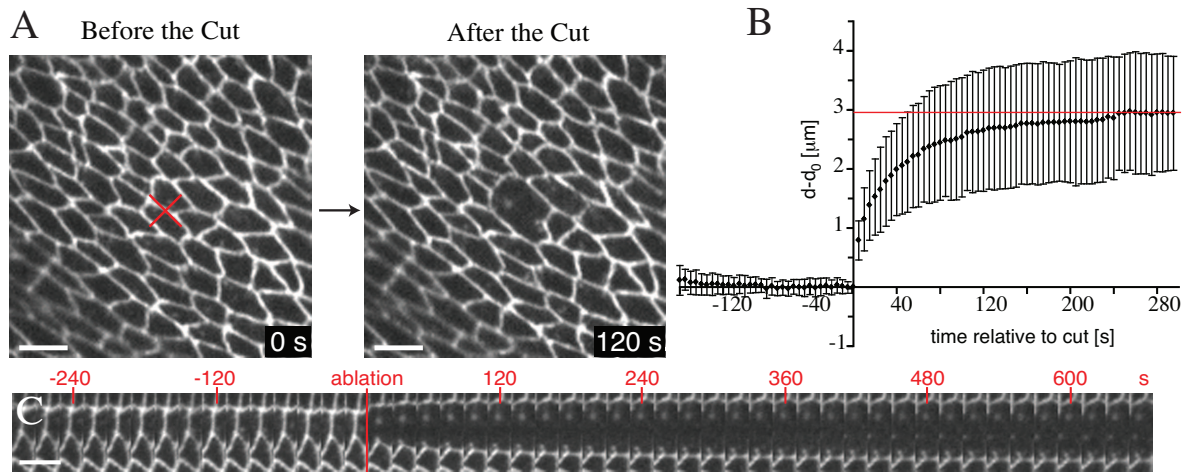 A
Before the Cut
After the Cut
0 s
120 s
B
d-d0 [μm]
4
3
2
1
-1
-120
-40
40
120
200
280
time relative to cut [s]
C
-240
-120
ablation
120
240
360
480
600
s